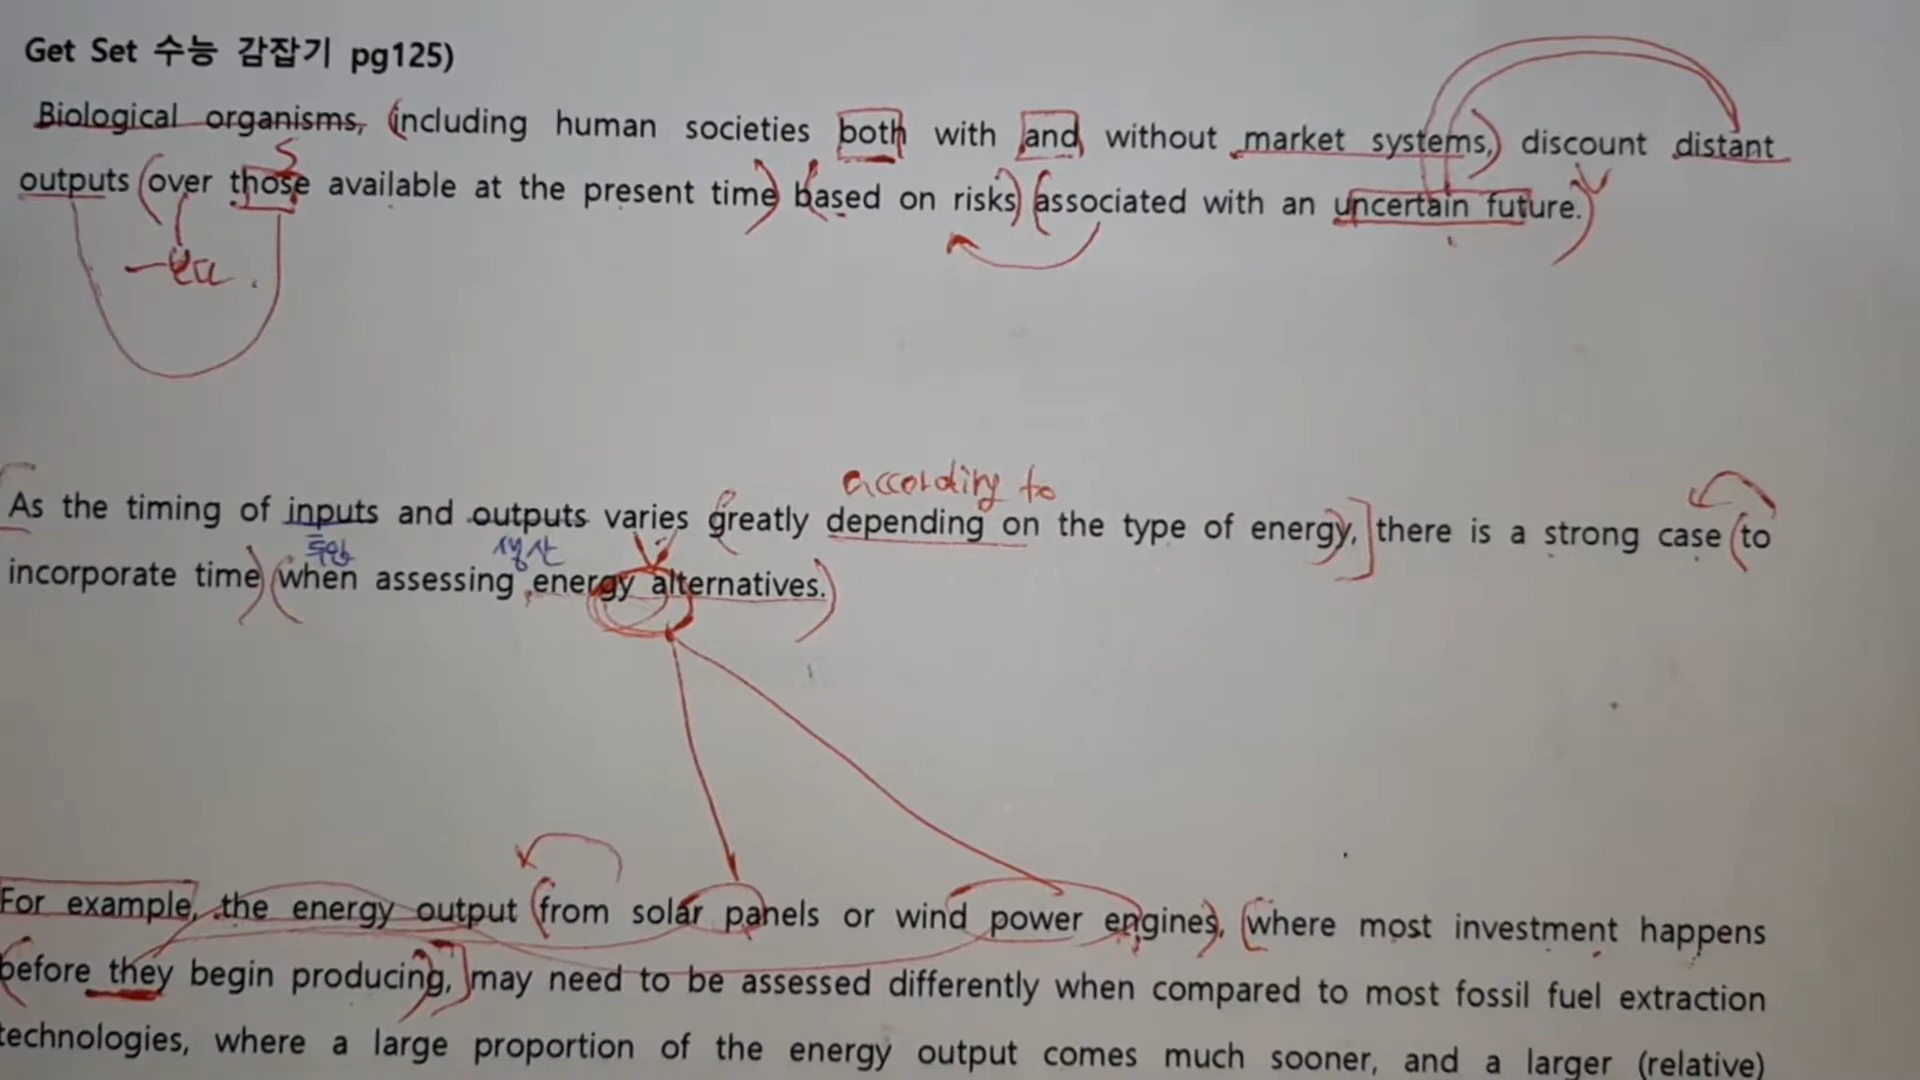 Get Set 수능 감잡기 pg125)
Biological organisms, including human societies both with and without market systems, discount distant
S
outputs over those available at the present time based on risks associated with an uncertain future.
according to
As the timing of inputs and outputs varies greatly depending on the type of energy, there is a strong case to
투입 생산
incorporate time when assessing energy alternatives.
For example, the energy output from solar panels or wind power engines, where most investment happens
before they begin producing, may need to be assessed differently when compared to most fossil fuel extraction
technologies, where a large proportion of the energy output comes much sooner, and a larger (relative)